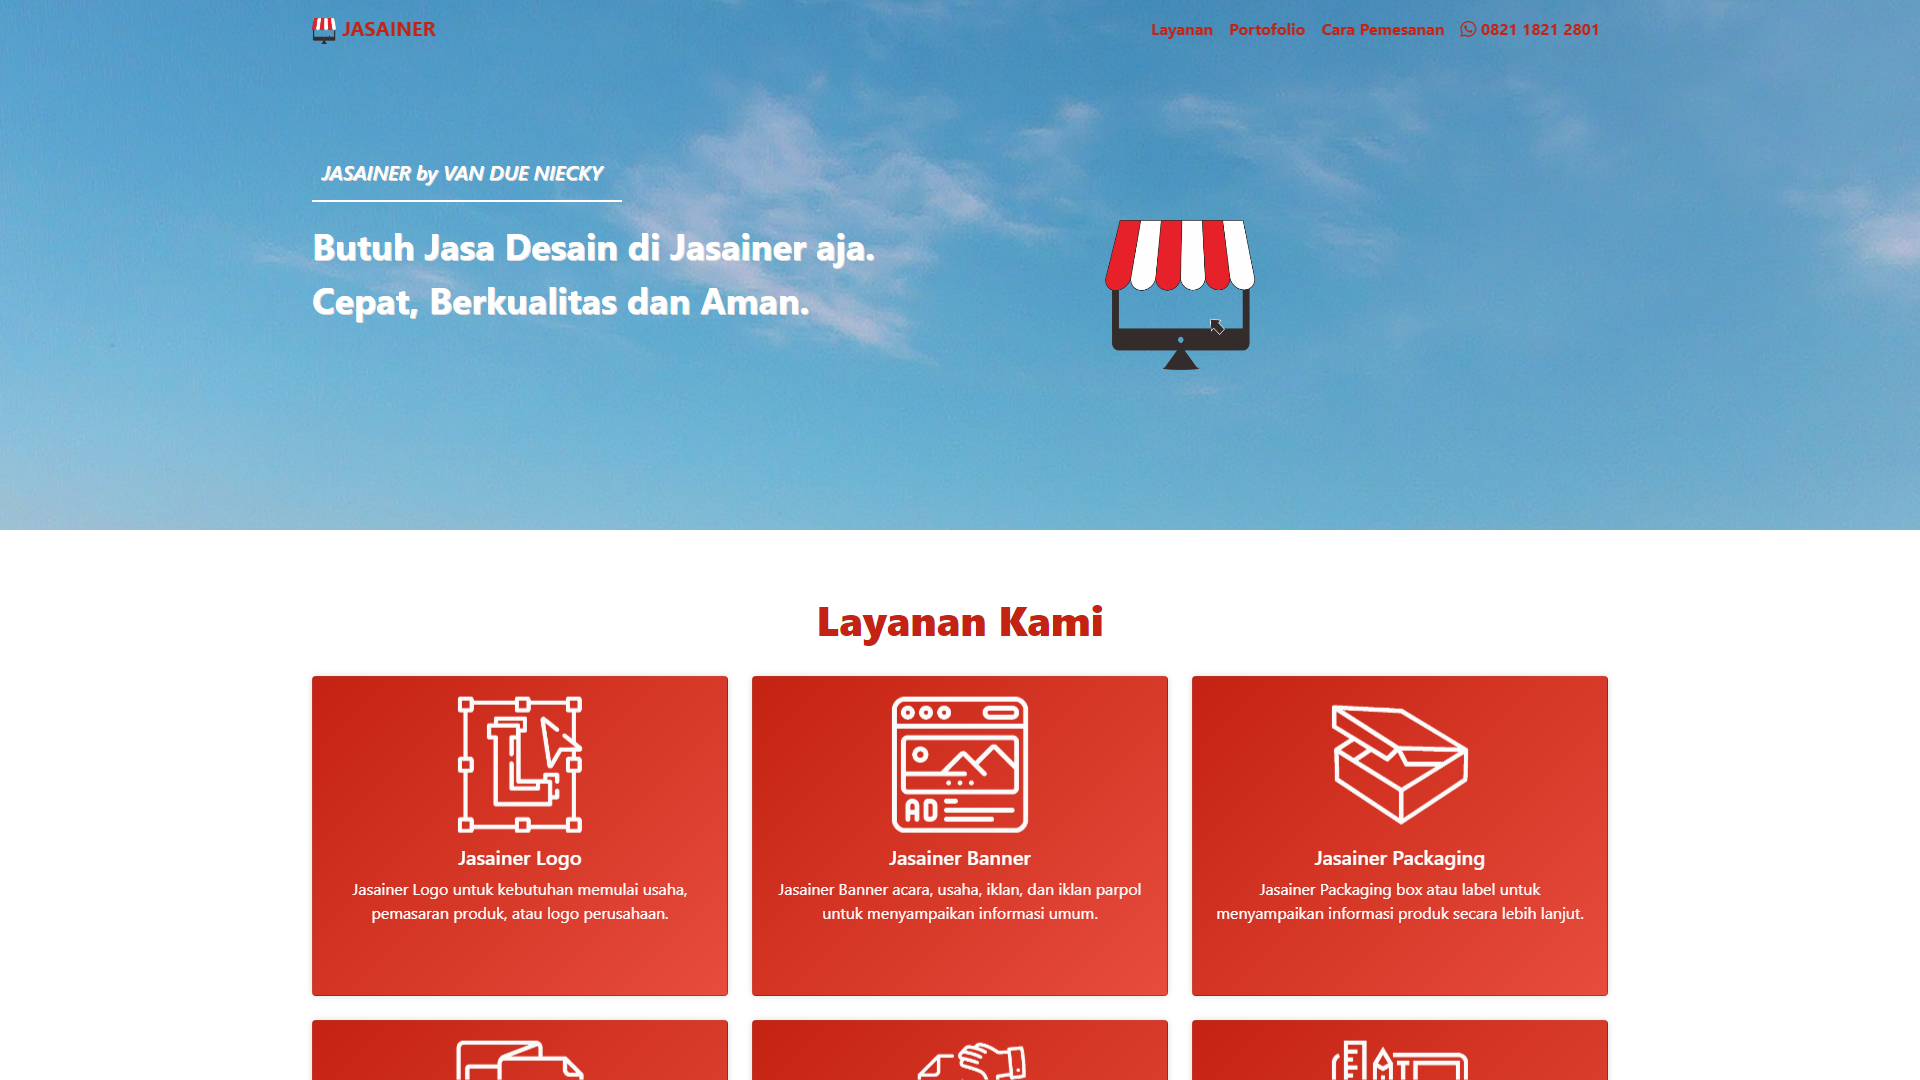 JASAINER
Layanan
Portofolio
Cara Pemesanan
0821 1821 2801
JASAINER by VAN DUE NIECKY
Butuh Jasa Desain di Jasainer aja.
Cepat, Berkualitas dan Aman.
Layanan Kami
AD
Jasainer Logo
Jasainer Logo untuk kebutuhan memulai usaha,
pemasaran produk, atau logo perusahaan.
Jasainer Banner
Jasainer Banner acara, usaha, iklan, dan iklan parpol
untuk menyampaikan informasi umum.
Jasainer Packaging
Jasainer Packaging box atau label untuk
menyampaikan informasi produk secara lebih lanjut.